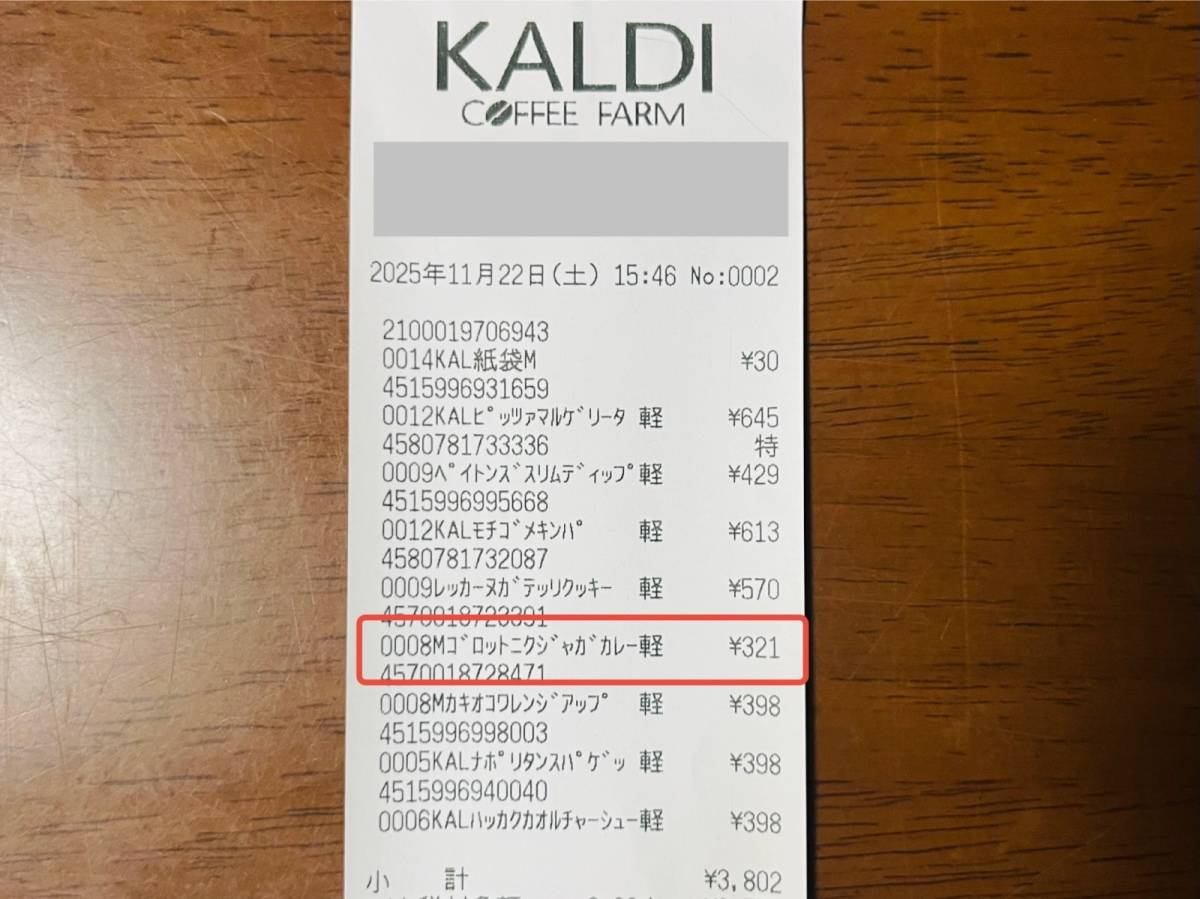 KALDI
COFFEE FARM
2025年11月22日(土) 15:46 No:0002
2100019706943
0014KAL紙袋M ¥30
4515996931659
0012KALﾋﾟｯﾂァﾏﾙｹﾞﾘｰﾀ 軽 ¥645
4580781733336 特
0009ﾍﾟｲﾄﾝｽﾞｽﾘﾑﾃﾞｨｯﾌﾟ軽 ¥429
4515996995668
0012KALﾓﾁｺﾞﾒｷﾝﾊﾟ 軽 ¥613
4580781732087
0009ﾚｯｶｰﾇｶﾞﾃｯﾘｸｯｷｰ 軽 ¥570
4570018723391
0008Mｺﾞﾛｯﾄﾆｸｼﾞｬｶﾞｶﾚｰ軽 ¥321
4570018728471
0008Mｶｷｵｺﾜﾚﾝｼﾞｱｯﾌﾟ 軽 ¥398
4515996998003
0005KALﾅﾎﾟﾘﾀﾝｽﾊﾟｹﾞｯ 軽 ¥398
4515996940040
0006KALﾊｯｶｸｶｵﾙﾁｬｰｼｭｰ軽 ¥398
小 計 ¥3,802